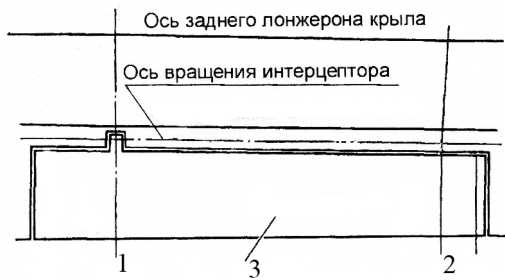 Ось заднего лонжерона крыла
Ось вращения интерцептора
1 3 2